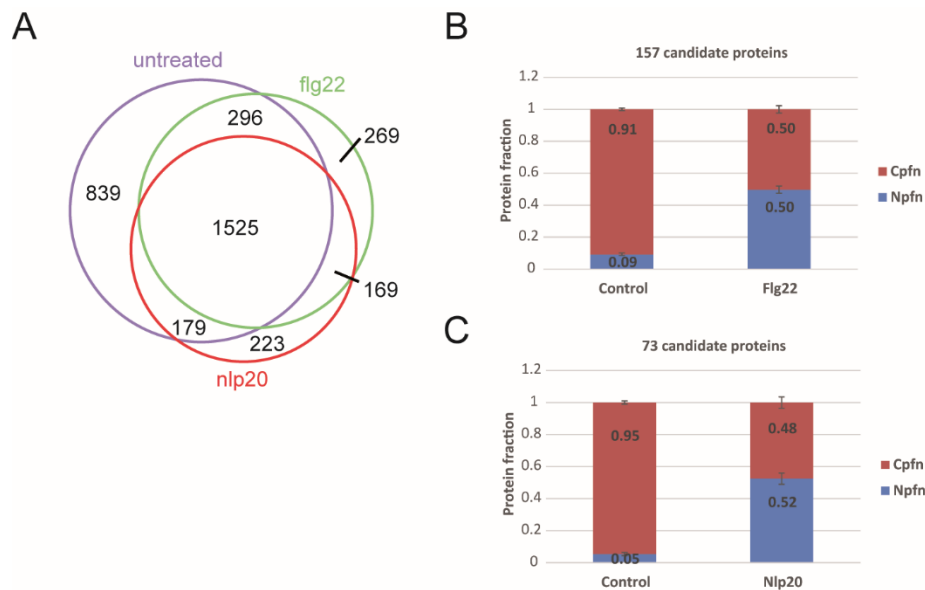 A
untreated
flg22
296
269
839
1525
169
179
223
nlp20
B
157 candidate proteins
Protein fraction
1.2
1
0.8
0.6
0.4
0.2
0
0.91
0.09
0.50
0.50
Control
Flg22
Cpfn
Npfn
C
73 candidate proteins
Protein fraction
1.2
1
0.8
0.6
0.4
0.2
0
0.95
0.05
0.48
0.52
Control
Nlp20
Cpfn
Npfn